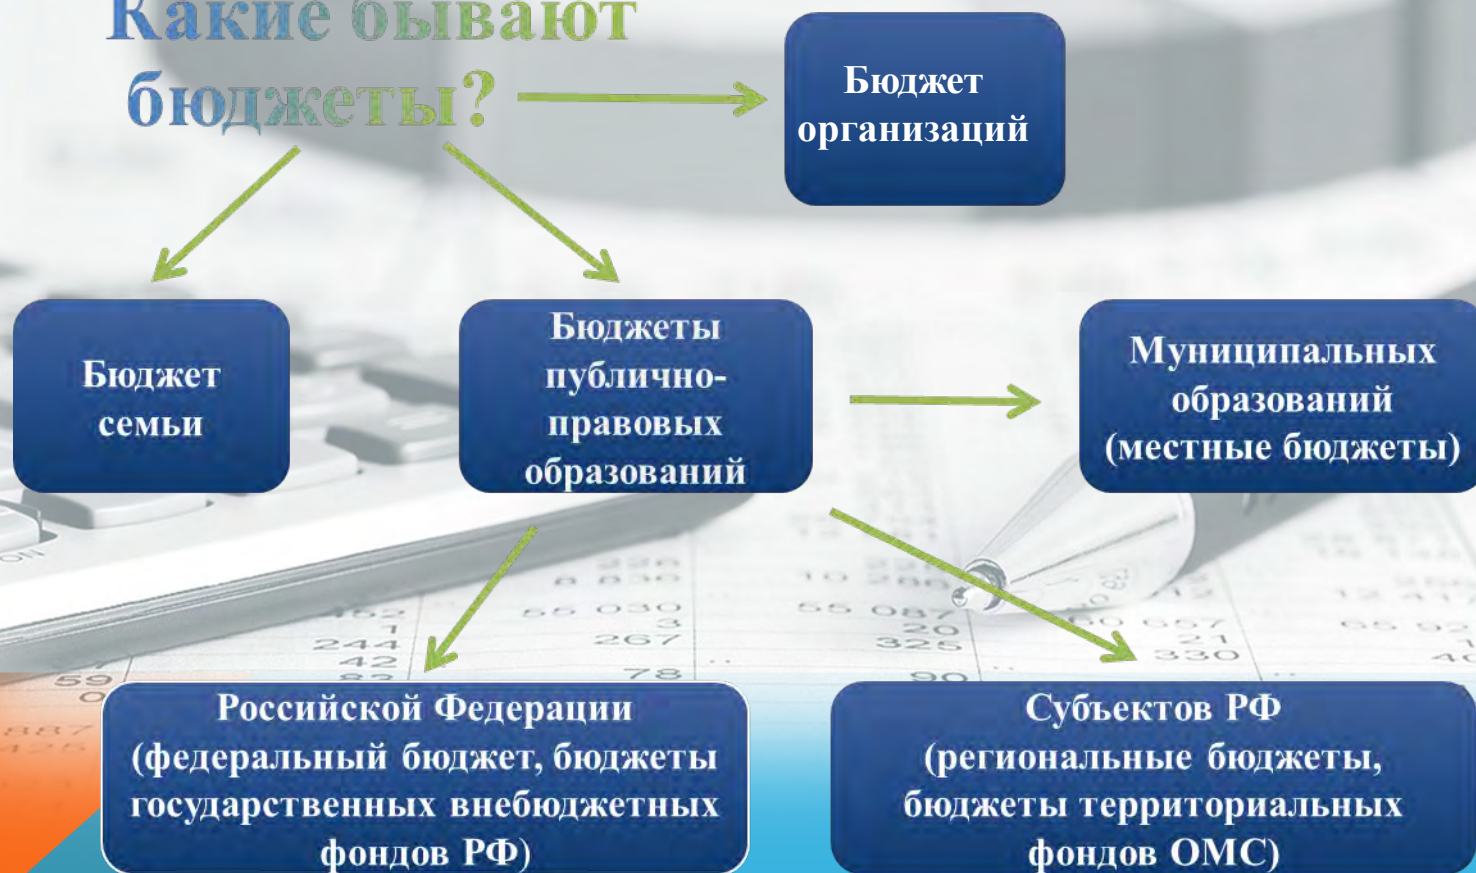 Какие бывают
бюджеты?
Бюджет
организаций
Бюджет
семьи
Бюджеты
публично-
правовых
образований
Муниципальных
образований
(местные бюджеты)
Российской Федерации
(федеральный бюджет, бюджеты
государственных внебюджетных
фондов РФ)
Субъектов РФ
(региональные бюджеты,
бюджеты территориальных
фондов ОМС)